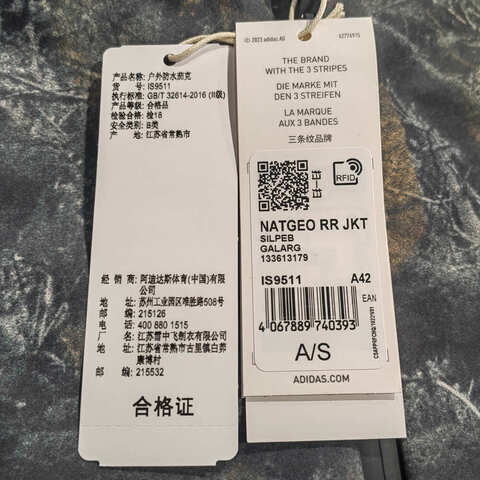 产品名称: 户外防水茄克
货 号: IS9511
执行标准: GB/T 32614-2016 (II级)
产品等级: 合格品
检验合格: 检18
安全类别: B类
产 地: 江苏省常熟市
经 销 商: 阿迪达斯体育(中国)有限公司
地址: 苏州工业园区唯胜路508号
邮编: 215126
电话: 400 880 1515
厂 名: 江苏雪中飞制衣有限公司
地址: 江苏省常熟市古里镇白茆
康博村
邮编: 215532
合格证
© 2023 adidas AG
62774915
THE BRAND
WITH THE 3 STRIPES
DIE MARKE MIT
DEN 3 STREIFEN
LA MARQUE
AUX 3 BANDES
三条纹品牌
RFID
NATGEO RR JKT
SILPEB
GALARG
133613179
IS9511 A42
EAN
4 067889 740393
A/S
ADIDAS.COM